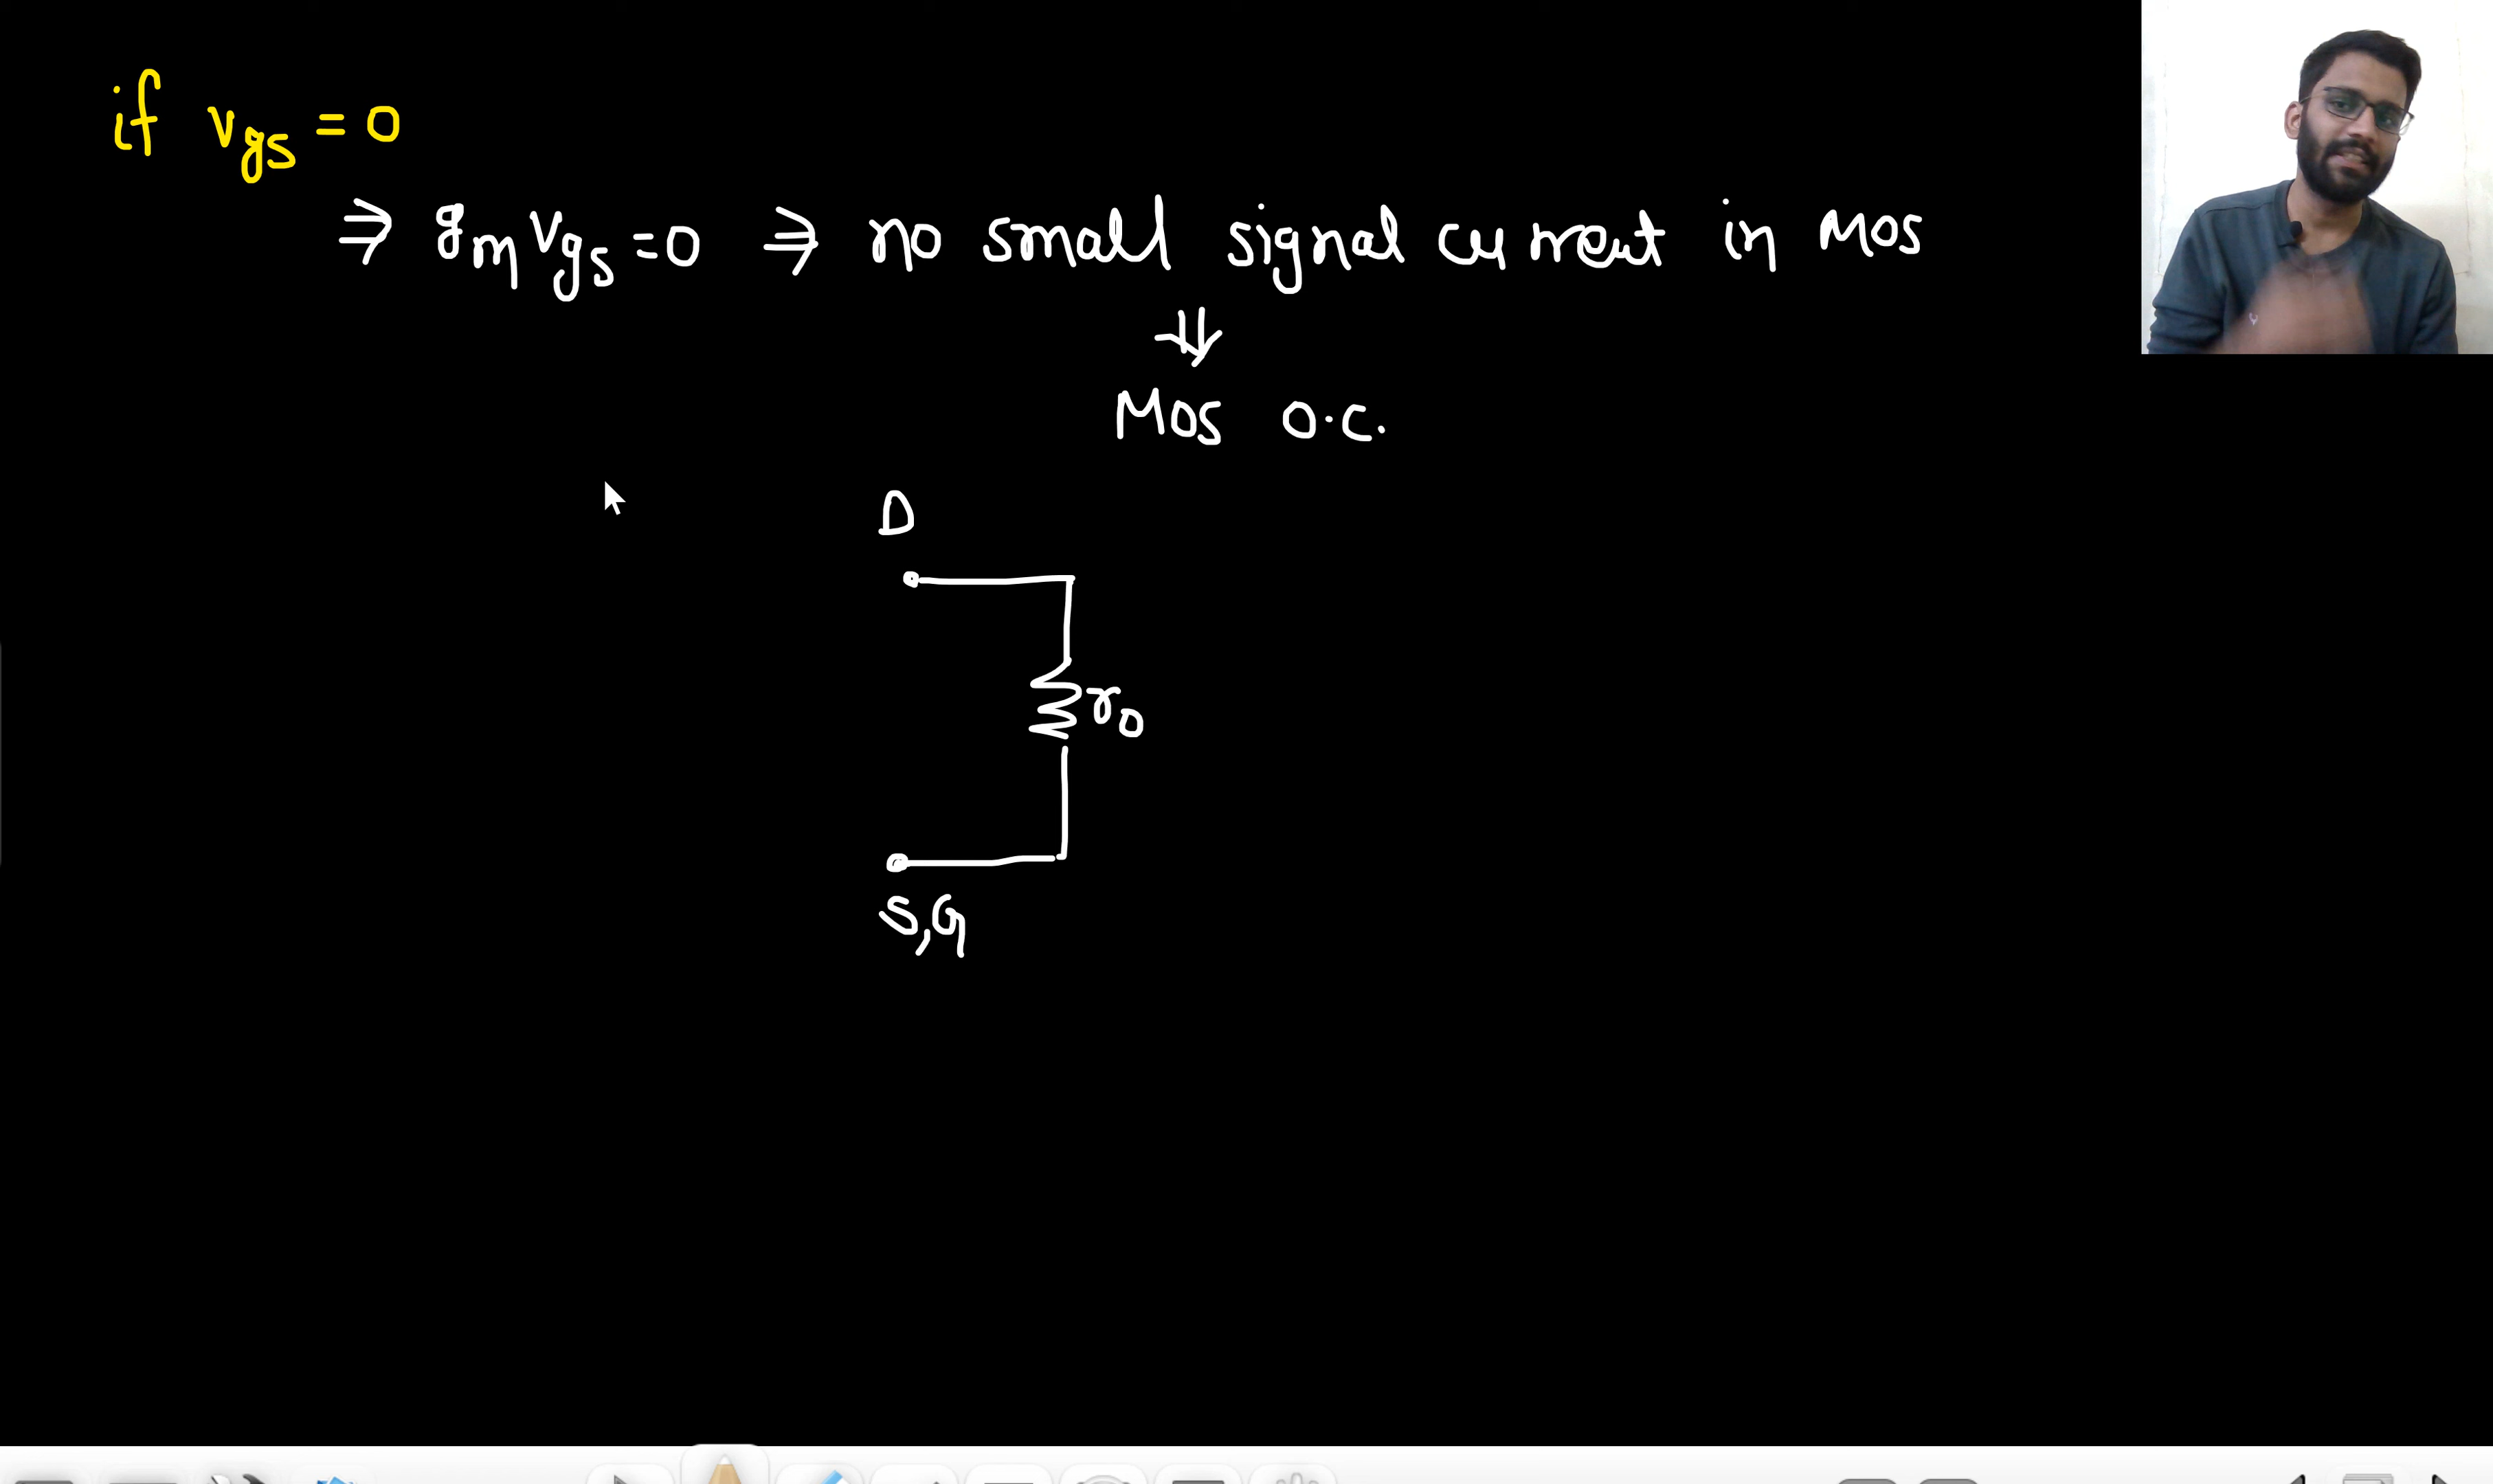 if vgs = 0
⇒ gm vgs = 0 ⇒ no small signal current in Mos
⇓
Mos o.c.
D
r0
S, G